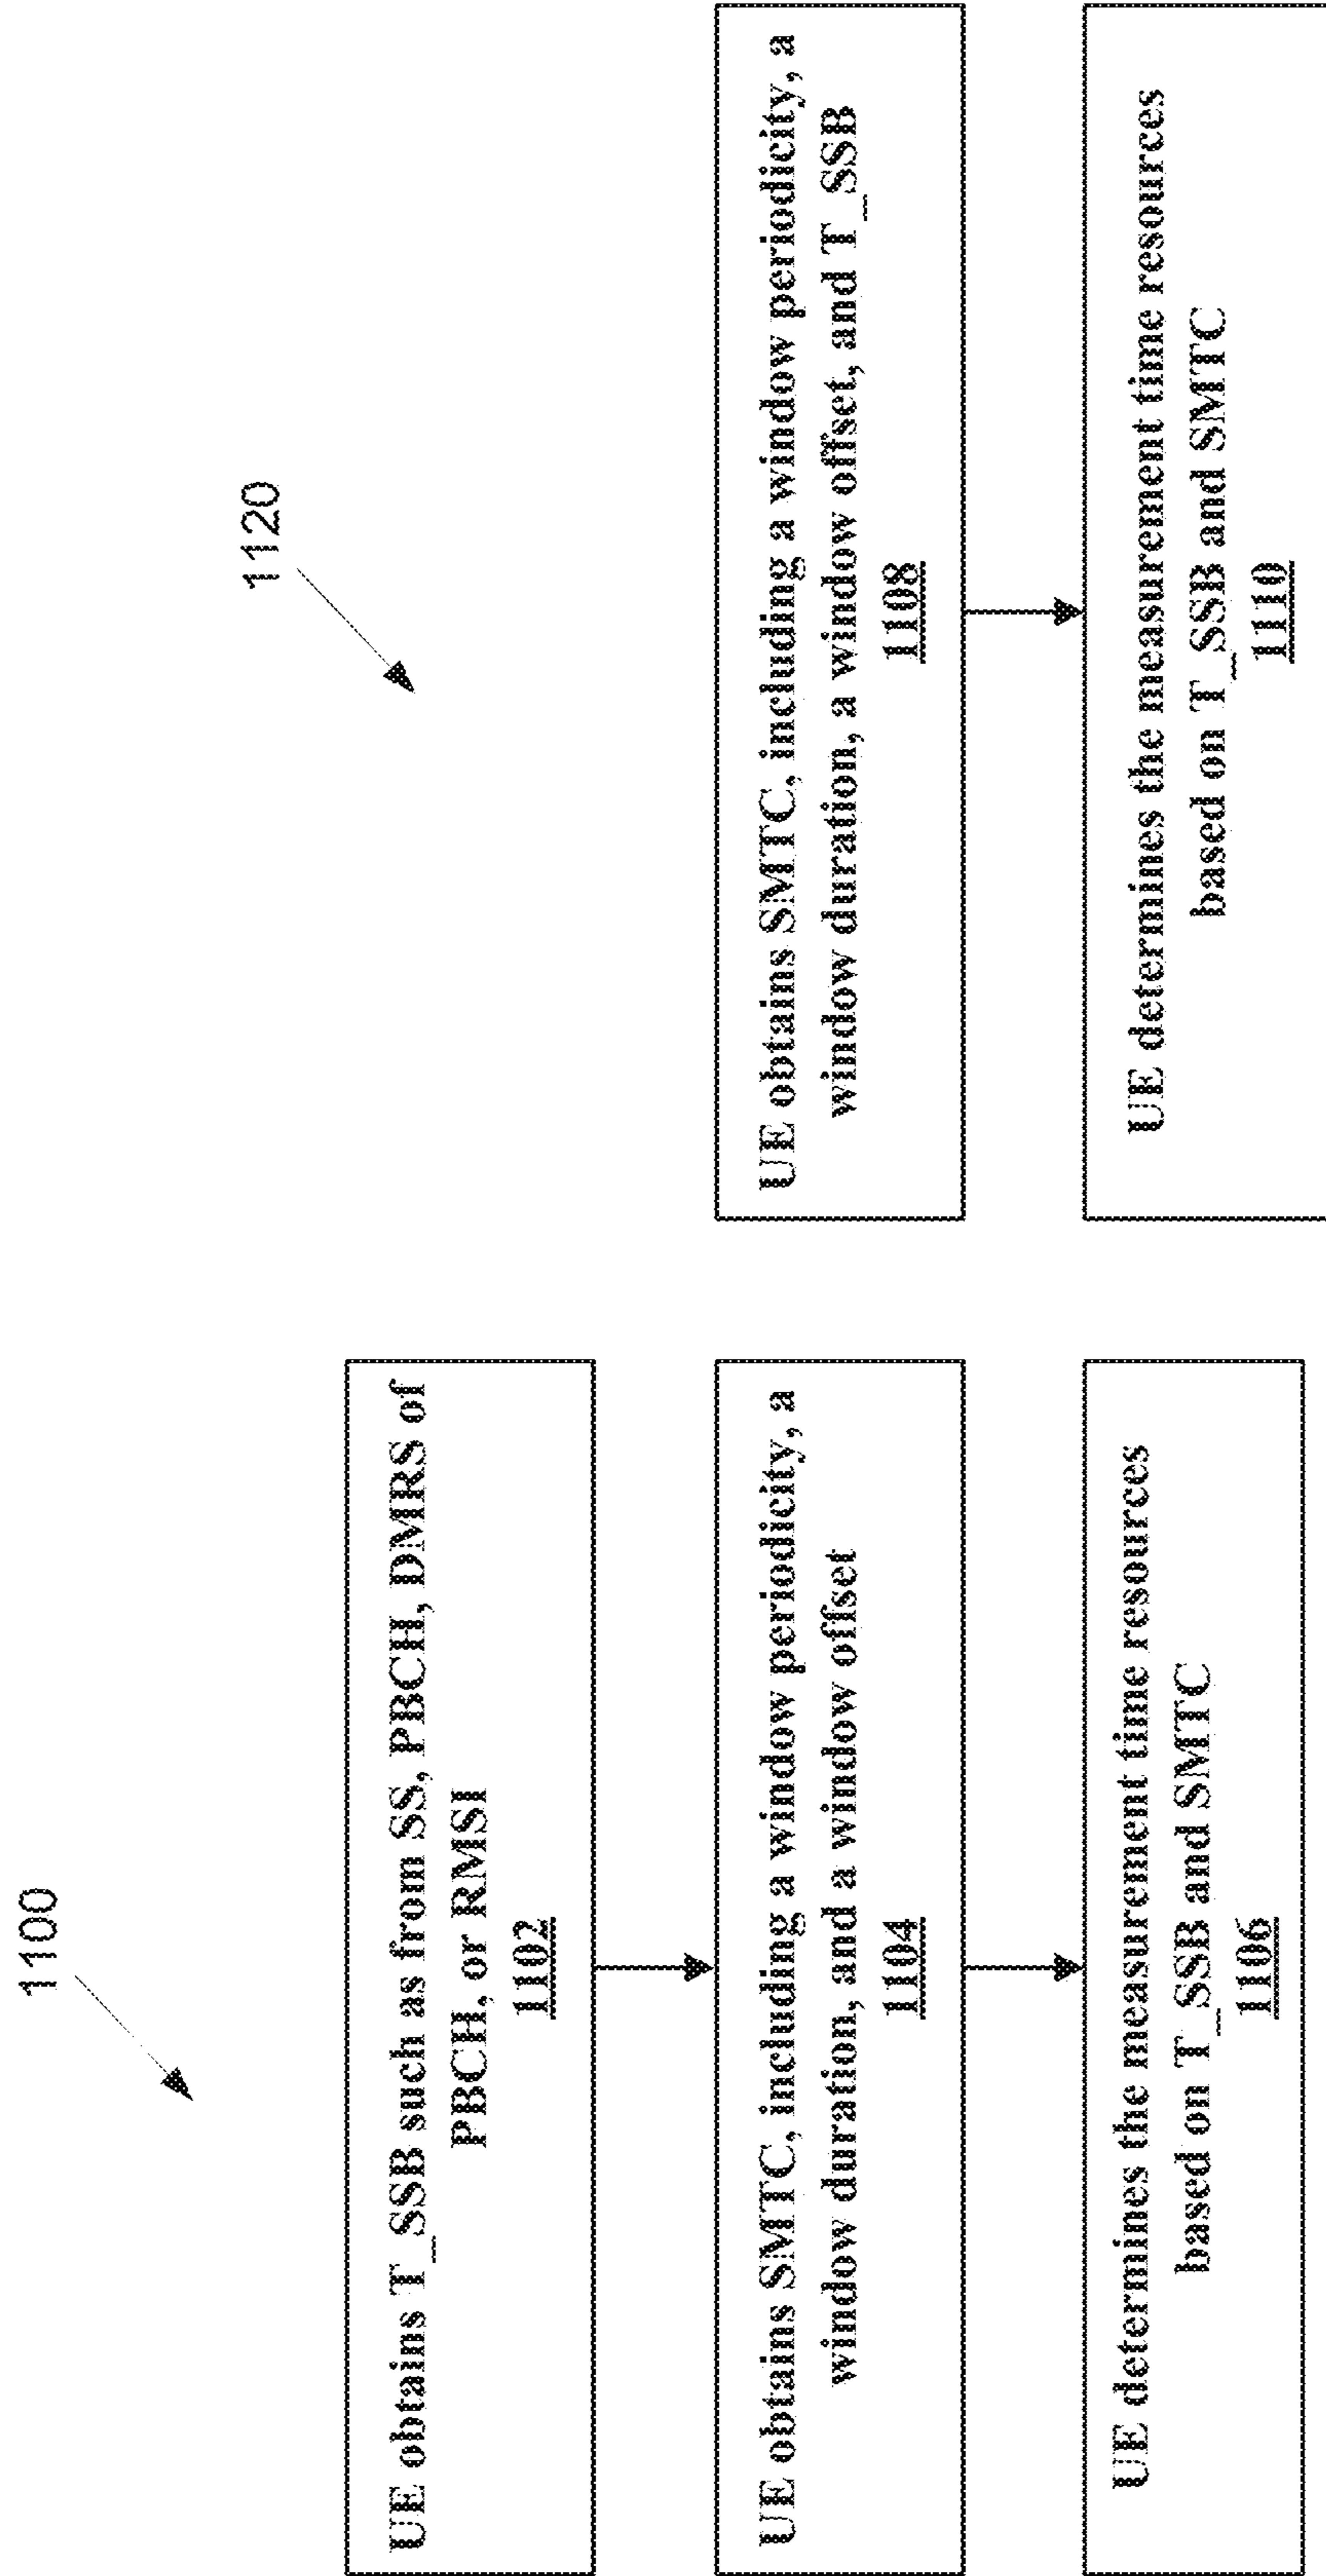 1100
UE obtains T_SSB such as from SS, PBCH, DMRS of
PBCH, or RMSI
1102
UE obtains SMTC, including a window periodicity, a
window duration, and a window offset
1104
UE determines the measurement time resources
based on T_SSB and SMTC
1106
1120
UE obtains SMTC, including a window periodicity, a
window duration, a window offset, and T_SSB
1108
UE determines the measurement time resources
based on T_SSB and SMTC
1110